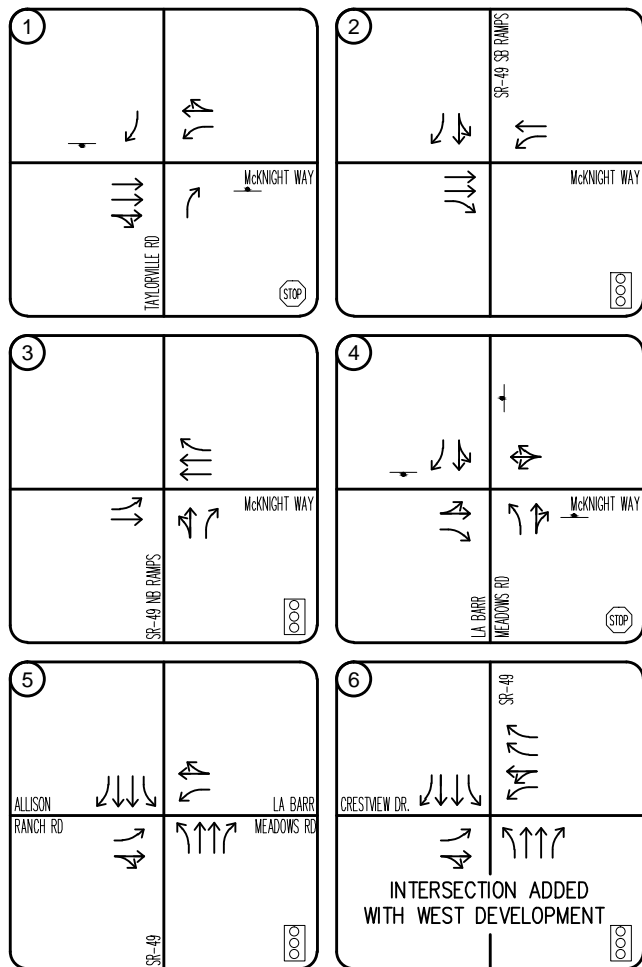 1
McKNIGHT WAY
TAYLORVILLE RD
STOP
2
SR-49 SB RAMPS
McKNIGHT WAY
3
McKNIGHT WAY
SR-49 NB RAMPS
4
McKNIGHT WAY
LA BARR
MEADOWS RD
STOP
5
ALLISON
RANCH RD
LA BARR
MEADOWS RD
SR-49
6
SR-49
CRESTVIEW DR.
INTERSECTION ADDED
WITH WEST DEVELOPMENT